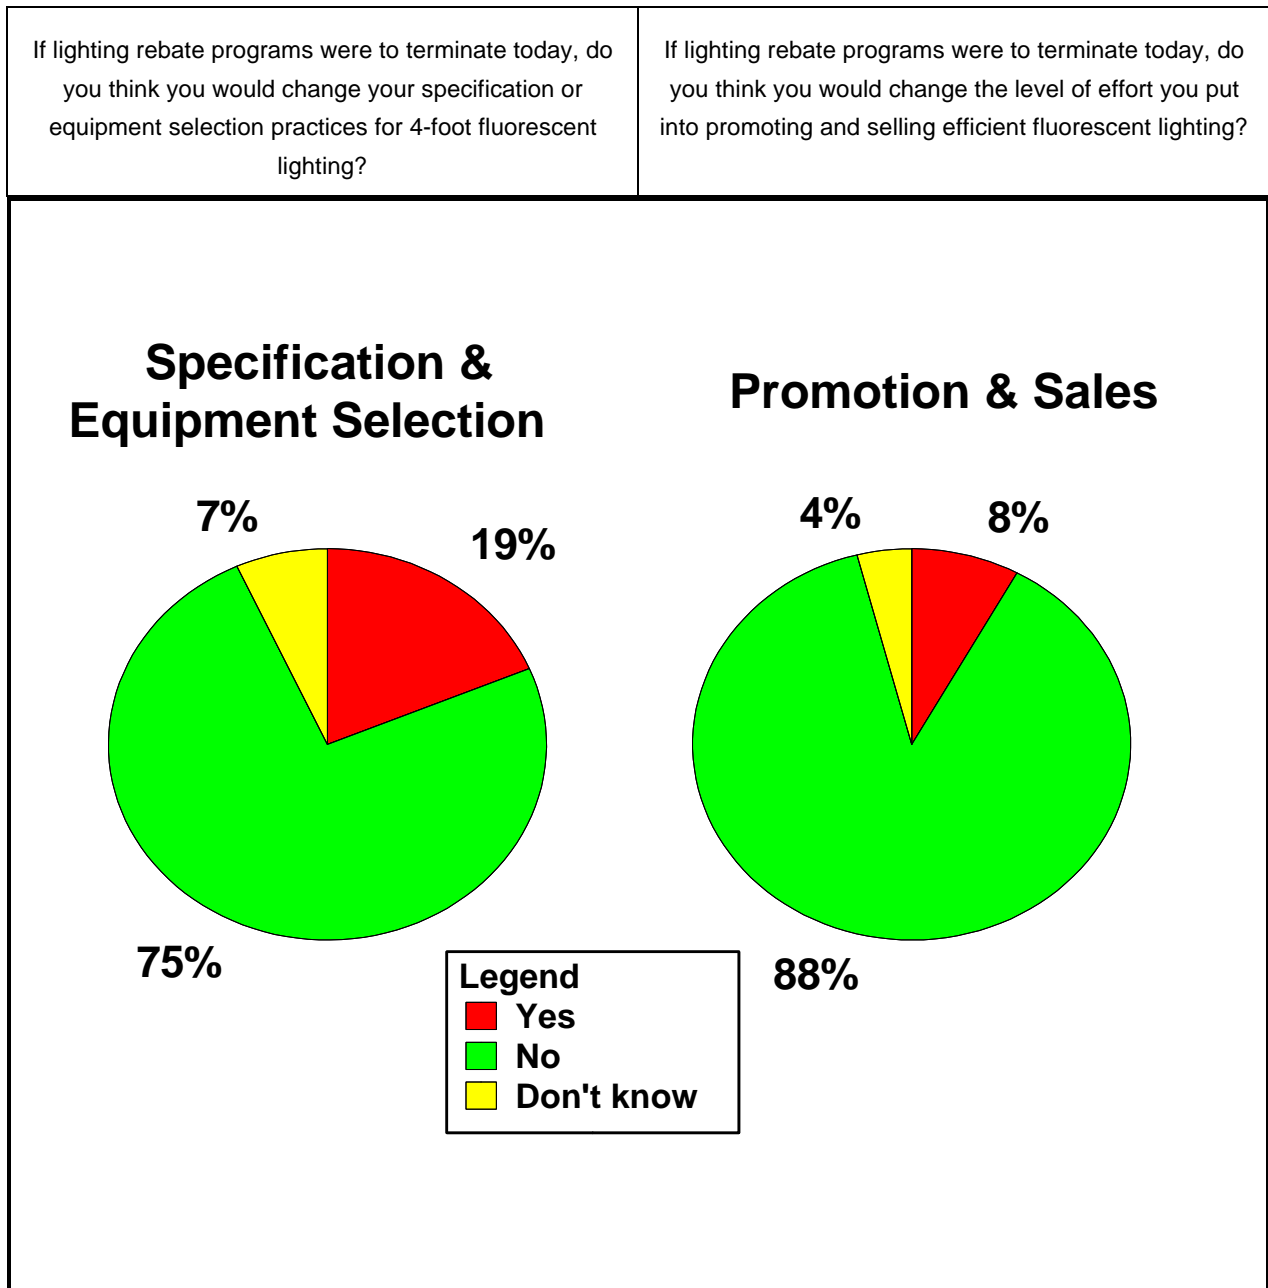 If lighting rebate programs were to terminate today, do
you think you would change your specification or
equipment selection practices for 4-foot fluorescent
lighting?
If lighting rebate programs were to terminate today, do
you think you would change the level of effort you put
into promoting and selling efficient fluorescent lighting?
Specification &
Equipment Selection
7%
19%
75%
Promotion & Sales
4%
8%
88%
Legend
Yes
No
Don't know